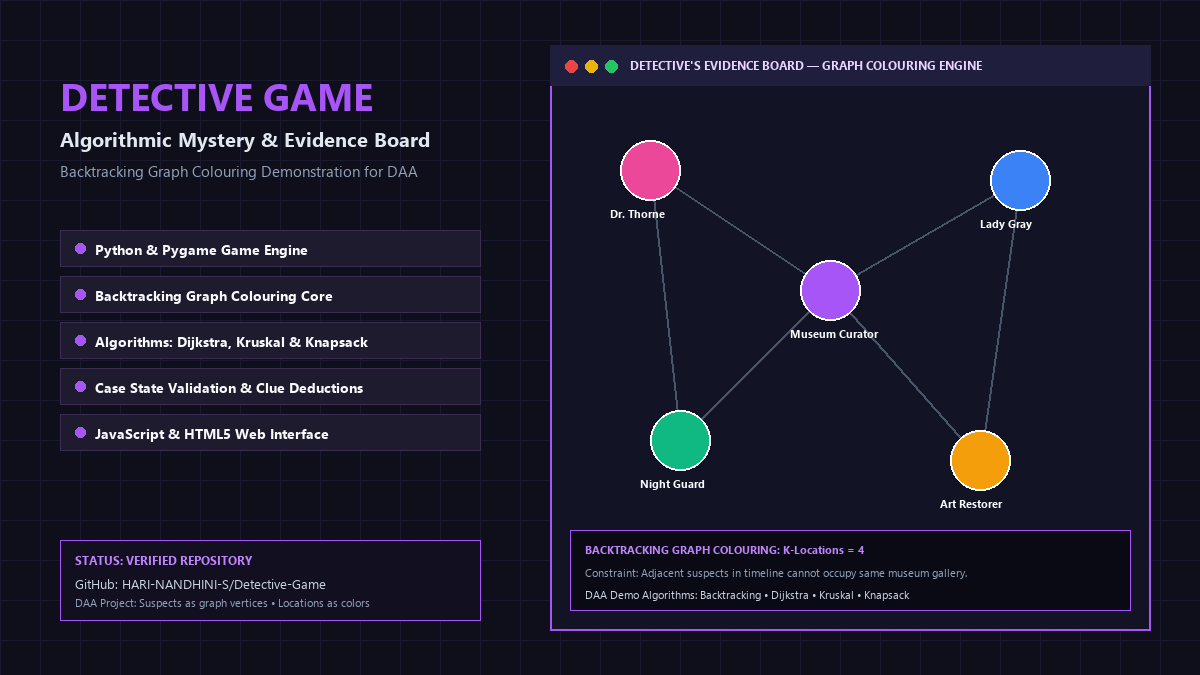 DETECTIVE GAME
Algorithmic Mystery & Evidence Board
Backtracking Graph Colouring Demonstration for DAA
Python & Pygame Game Engine
Backtracking Graph Colouring Core
Algorithms: Dijkstra, Kruskal & Knapsack
Case State Validation & Clue Deductions
JavaScript & HTML5 Web Interface
STATUS: VERIFIED REPOSITORY
GitHub: HARI-NANDHINI-S/Detective-Game
DAA Project: Suspects as graph vertices • Locations as colors
DETECTIVE'S EVIDENCE BOARD — GRAPH COLOURING ENGINE
Dr. Thorne
Lady Gray
Museum Curator
Night Guard
Art Restorer
BACKTRACKING GRAPH COLOURING: K-Locations = 4
Constraint: Adjacent suspects in timeline cannot occupy same museum gallery.
DAA Demo Algorithms: Backtracking • Dijkstra • Kruskal • Knapsack